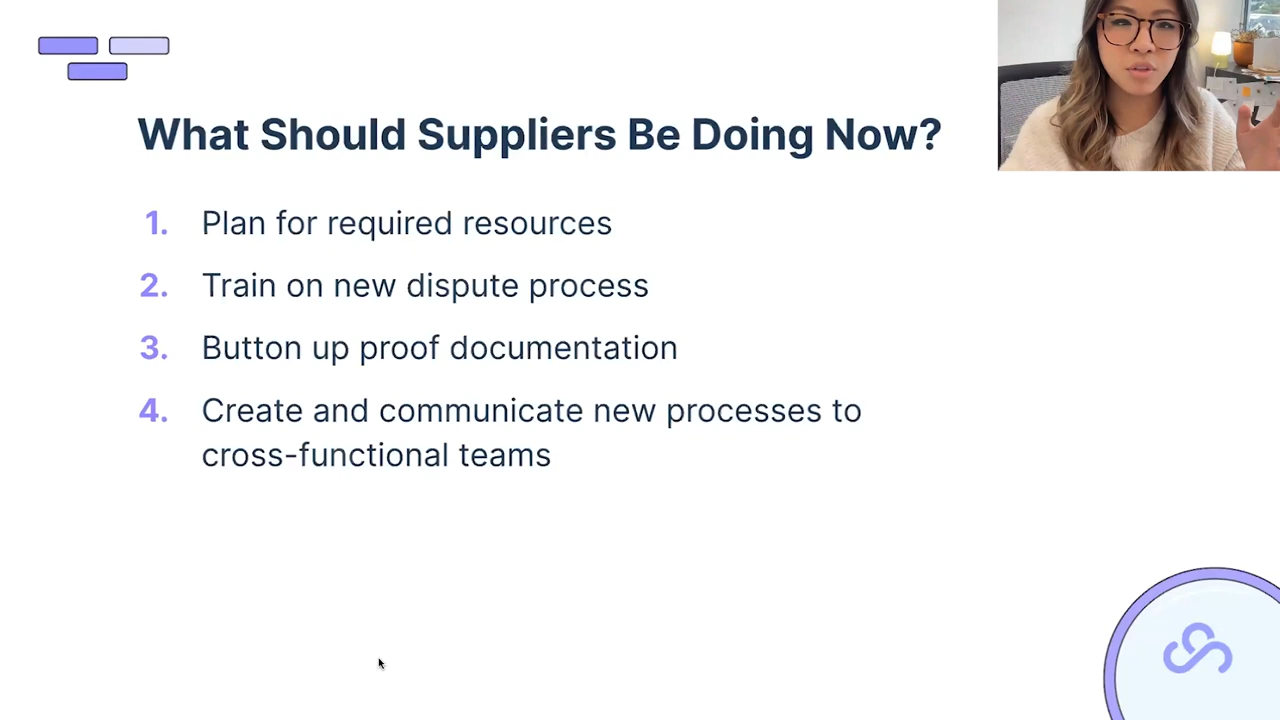 What Should Suppliers Be Doing Now?
1. Plan for required resources
2. Train on new dispute process
3. Button up proof documentation
4. Create and communicate new processes to
cross-functional teams